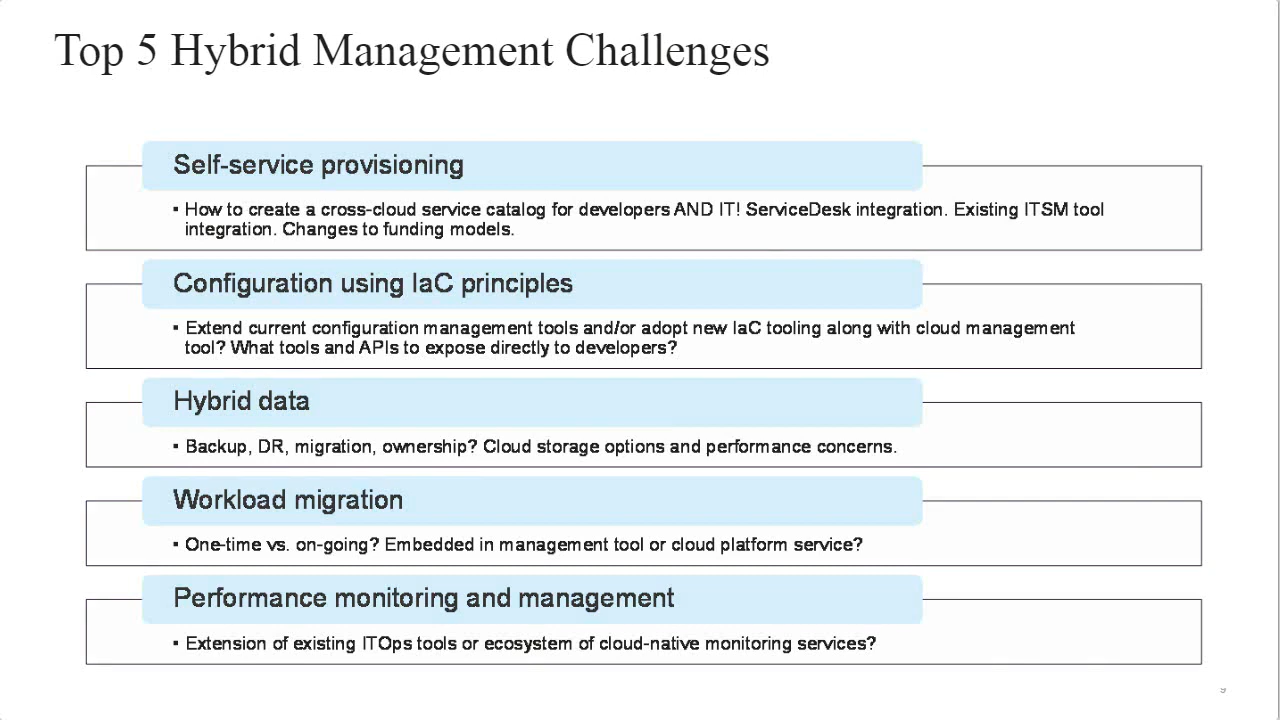 Top 5 Hybrid Management Challenges
Self-service provisioning
▪ How to create a cross-cloud service catalog for developers AND IT! ServiceDesk integration. Existing ITSM tool
integration. Changes to funding models.
Configuration using IaC principles
▪ Extend current configuration management tools and/or adopt new IaC tooling along with cloud management
tool? What tools and APIs to expose directly to developers?
Hybrid data
▪ Backup, DR, migration, ownership? Cloud storage options and performance concerns.
Workload migration
▪ One-time vs. on-going? Embedded in management tool or cloud platform service?
Performance monitoring and management
▪ Extension of existing ITOps tools or ecosystem of cloud-native monitoring services?
9